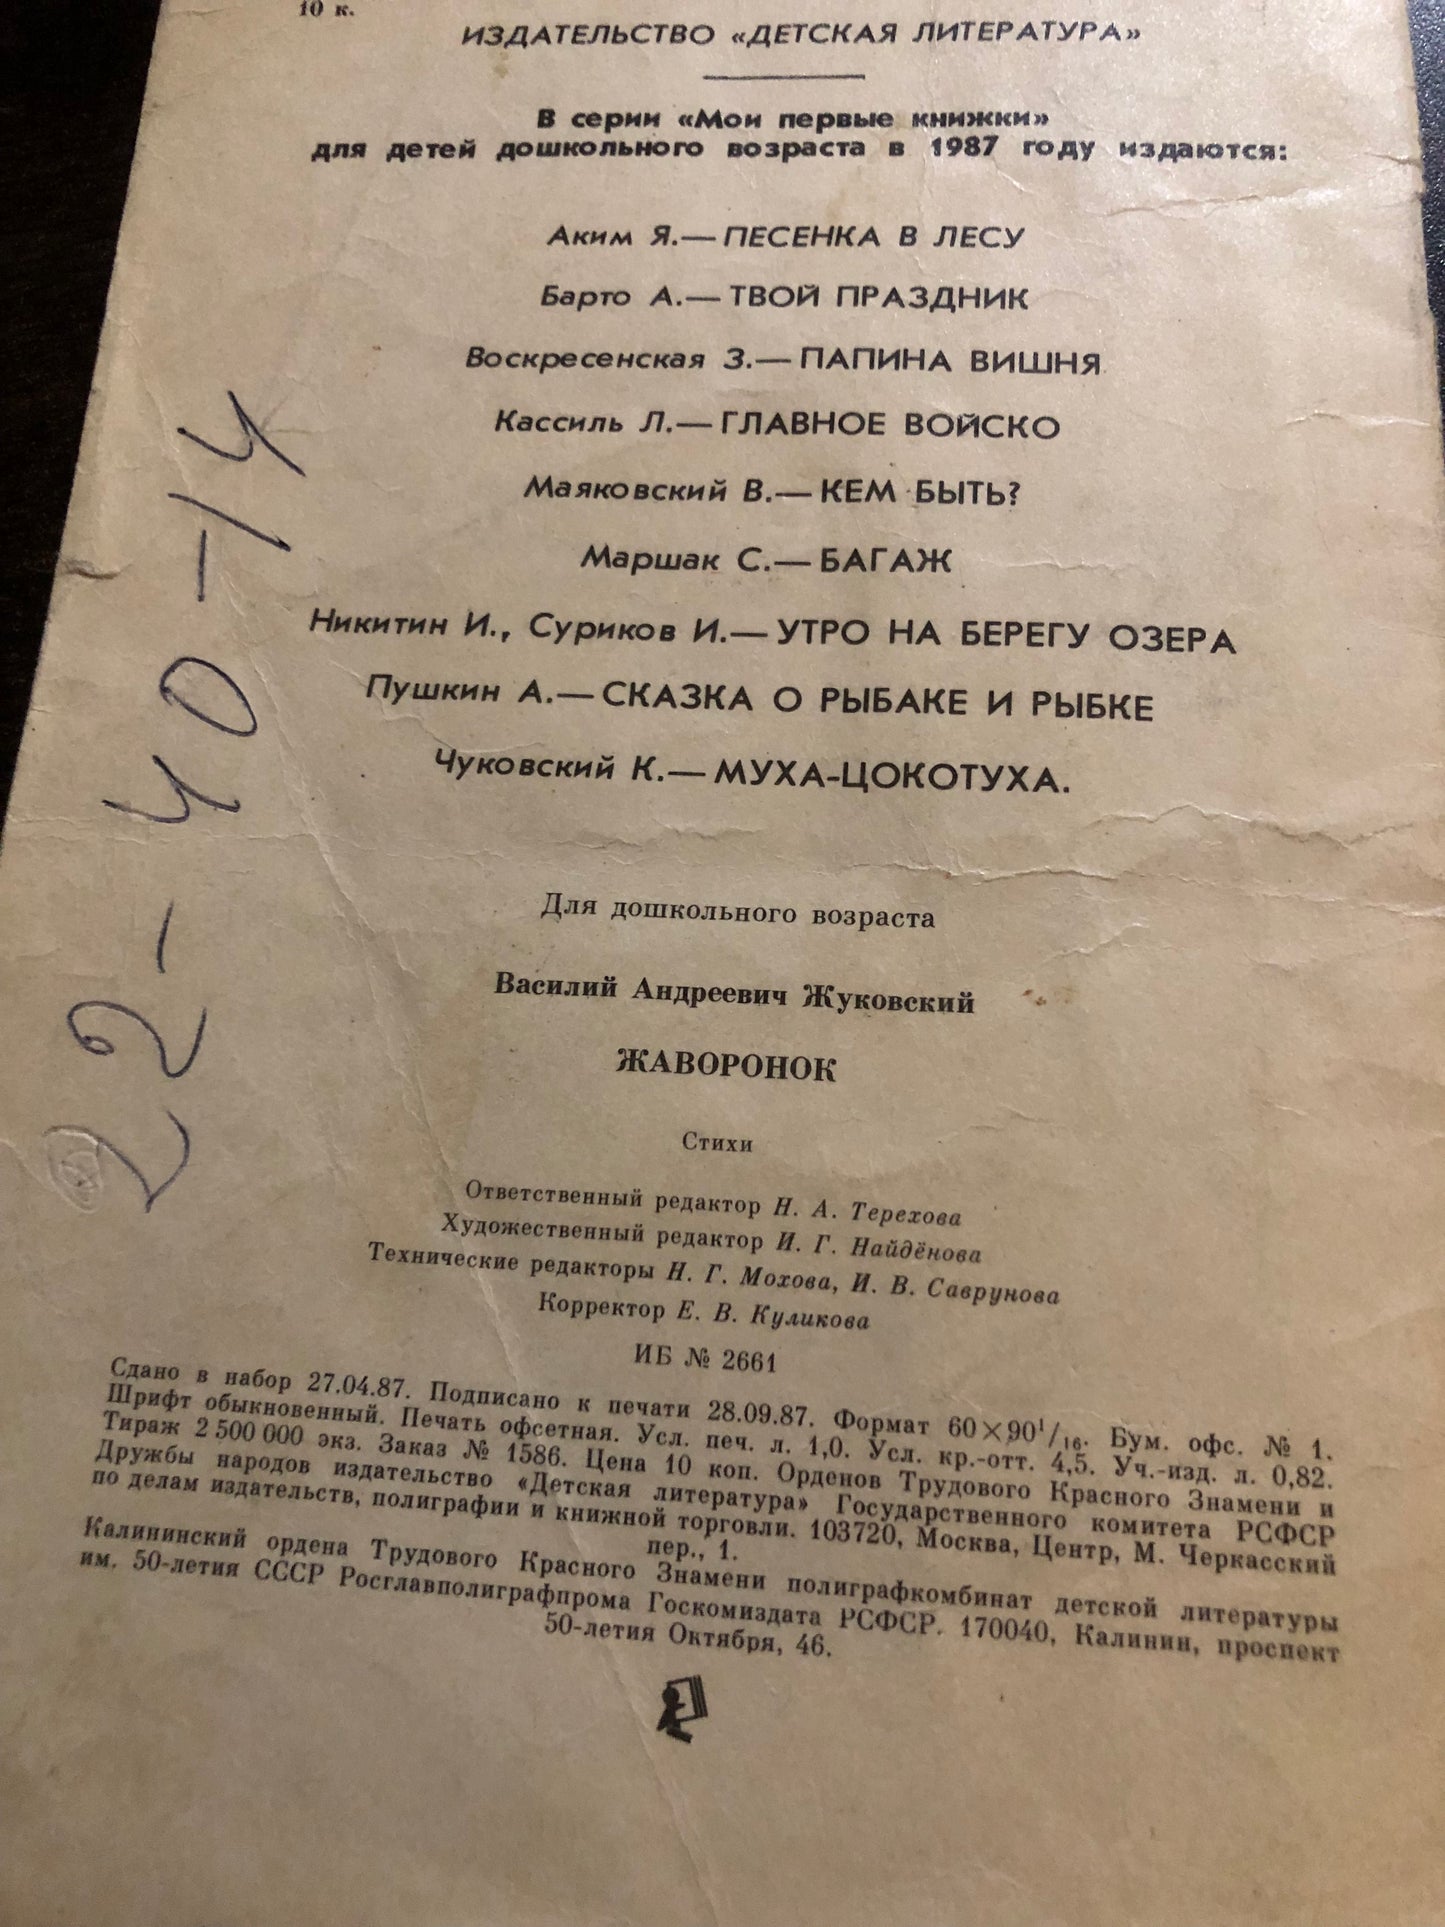 10 к.
ИЗДАТЕЛЬСТВО «ДЕТСКАЯ ЛИТЕРАТУРА»
В серии «Мои первые книжки»
для детей дошкольного возраста в 1987 году издаются:
Аким Я.—ПЕСЕНКА В ЛЕСУ
Барто А.—ТВОЙ ПРАЗДНИК
Воскресенская З.—ПАПИНА ВИШНЯ
Кассиль Л.—ГЛАВНОЕ ВОЙСКО
Маяковский В.—КЕМ БЫТЬ?
Маршак С.—БАГАЖ
Никитин И., Суриков И.—УТРО НА БЕРЕГУ ОЗЕРА
Пушкин А.—СКАЗКА О РЫБАКЕ И РЫБКЕ
Чуковский К.—МУХА-ЦОКОТУХА.
22-40-14
Для дошкольного возраста
Василий Андреевич Жуковский
ЖАВОРОНОК
Стихи
Ответственный редактор Н. А. Терехова
Художественный редактор И. Г. Найдёнова
Технические редакторы Н. Г. Мохова, И. В. Саврунова
Корректор Е. В. Куликова
ИБ № 2661
Сдано в набор 27.04.87. Подписано к печати 28.09.87. Формат 60×90¹/₁₆. Бум. офс. № 1.
Шрифт обыкновенный. Печать офсетная. Усл. печ. л. 1,0. Усл. кр.-отт. 4,5. Уч.-изд. л. 0,82.
Тираж 2 500 000 экз. Заказ № 1586. Цена 10 коп. Орденов Трудового Красного Знамени и
Дружбы народов издательство «Детская литература» Государственного комитета РСФСР
по делам издательств, полиграфии и книжной торговли. 103720, Москва, Центр, М. Черкасский
пер., 1.
Калининский ордена Трудового Красного Знамени полиграфкомбинат детской литературы
им. 50-летия СССР Росглавполиграфпрома Госкомиздата РСФСР. 170040, Калинин, проспект
50-летия Октября, 46.